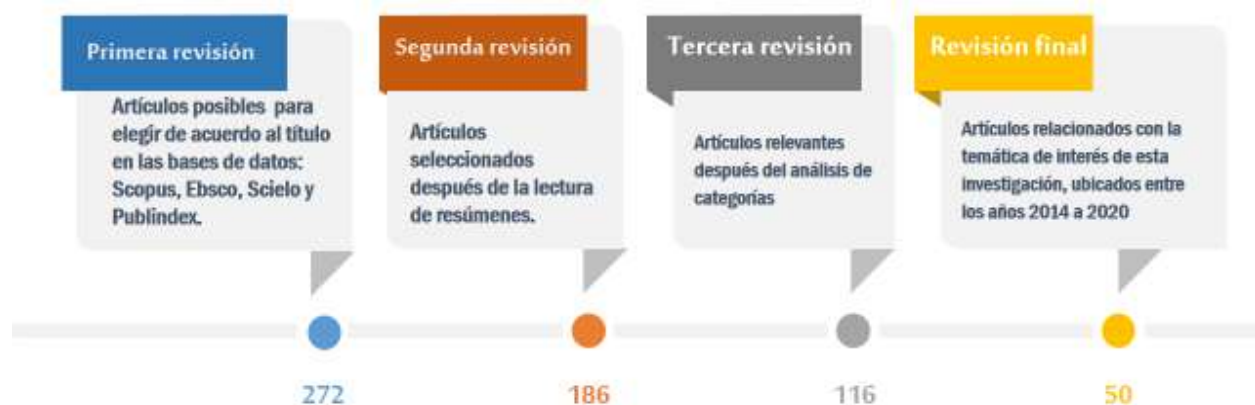 Primera revisión
Artículos posibles para
elegir de acuerdo al título
en las bases de datos:
Scopus, Ebsco, Scielo y
Publindex.
272
Segunda revisión
Artículos
seleccionados
después de la lectura
de resúmenes.
186
Tercera revisión
Artículos relevantes
después del análisis de
categorías
116
Revisión final
Artículos relacionados con la
temática de interés de esta
investigación, ubicados entre
los años 2014 a 2020
50